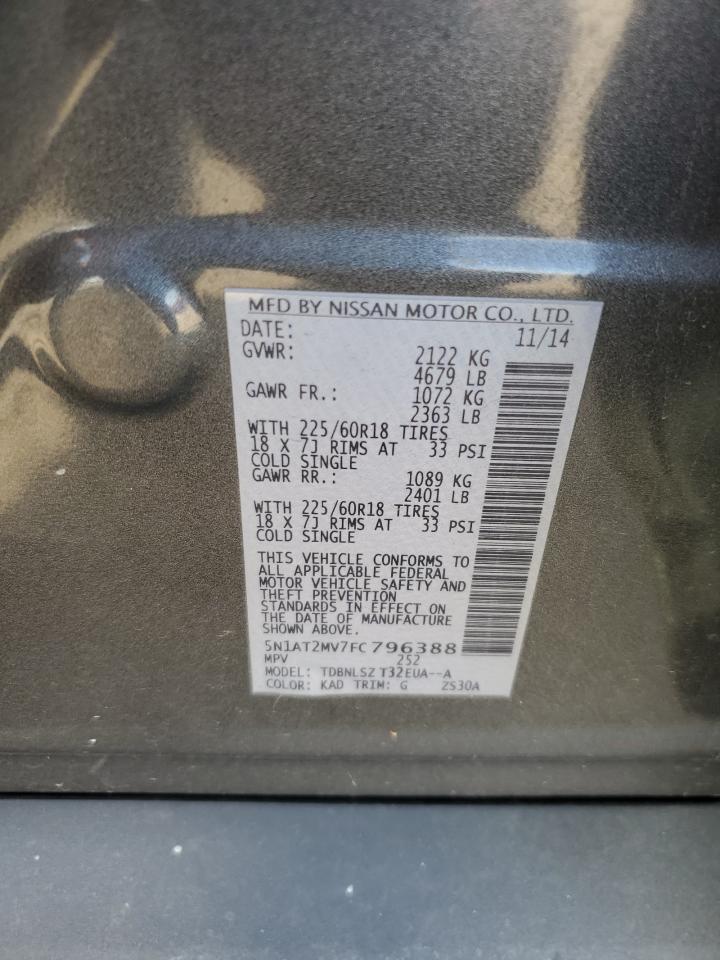 MFD BY NISSAN MOTOR CO., LTD.
DATE: 11/14
GVWR: 2122 KG
4679 LB
GAWR FR.: 1072 KG
2363 LB
WITH 225/60R18 TIRES
18 X 7J RIMS AT 33 PSI
COLD SINGLE
GAWR RR.: 1089 KG
2401 LB
WITH 225/60R18 TIRES
18 X 7J RIMS AT 33 PSI
COLD SINGLE
THIS VEHICLE CONFORMS TO
ALL APPLICABLE FEDERAL
MOTOR VEHICLE SAFETY AND
THEFT PREVENTION
STANDARDS IN EFFECT ON
THE DATE OF MANUFACTURE
SHOWN ABOVE.
5N1AT2MV7FC796388
MPV 252
MODEL: TDBNLSZ T32EUA--A
COLOR: KAD TRIM: G ZS30A